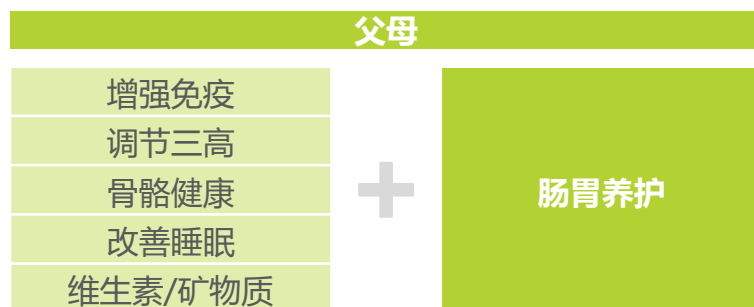 父母
增强免疫
调节三高
骨骼健康
改善睡眠
维生素/矿物质
肠胃养护